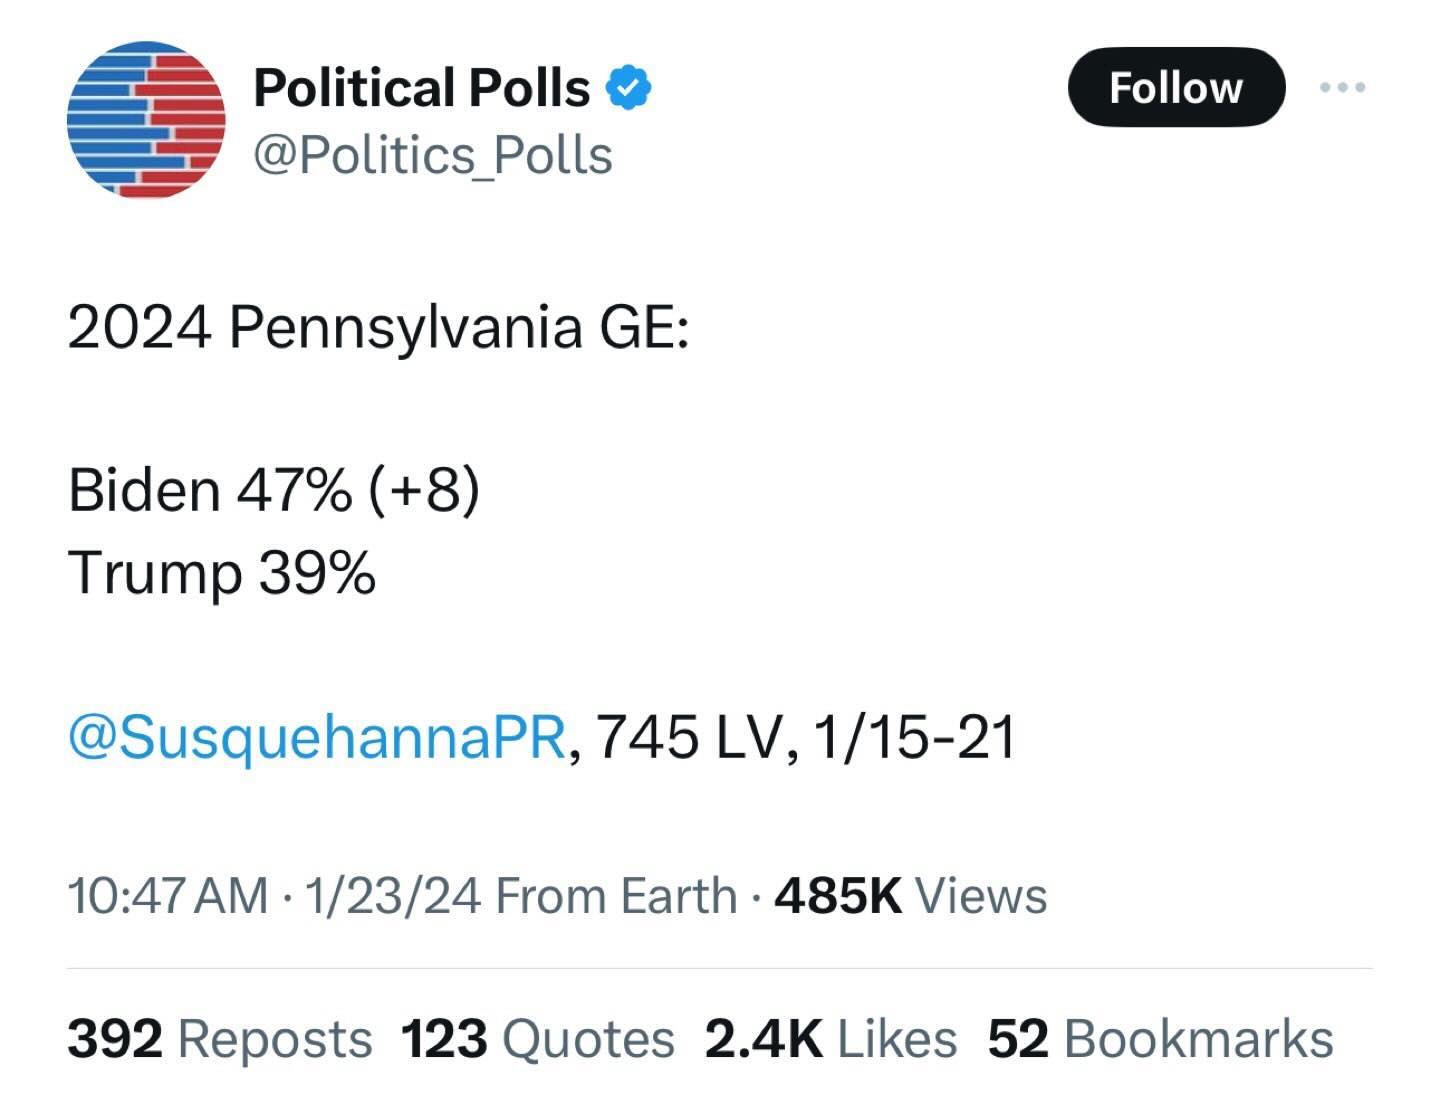 Political Polls
@Politics_Polls
Follow
2024 Pennsylvania GE:
Biden 47% (+8)
Trump 39%
@SusquehannaPR, 745 LV, 1/15-21
10:47 AM · 1/23/24 From Earth · 485K Views
392 Reposts 123 Quotes 2.4K Likes 52 Bookmarks